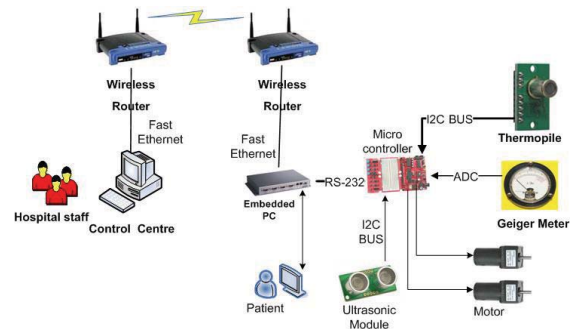 Wireless
Router
Wireless
Router
Fast
Ethernet
Fast
Ethernet
Micro
controller
I2C BUS
Thermopile
Hospital staff
Control Centre
Embedded
PC
RS-232
ADC
Geiger Meter
I2C
BUS
Patient
Ultrasonic
Module
Motor